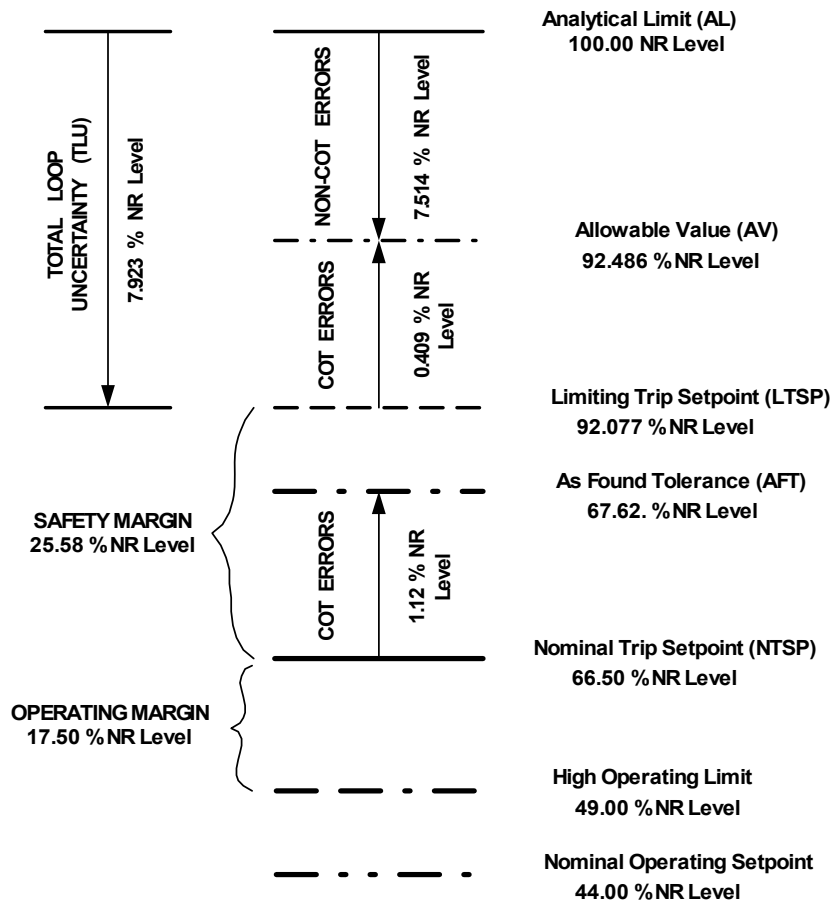 Analytical Limit (AL)
100.00 NR Level
TOTAL LOOP
UNCERTAINTY (TLU)
7.923 % NR Level
NON-COT ERRORS
7.514 % NR Level
Allowable Value (AV)
92.486 % NR Level
COT ERRORS
0.409 % NR
Level
Limiting Trip Setpoint (LTSP)
92.077 % NR Level
As Found Tolerance (AFT)
67.62. % NR Level
SAFETY MARGIN
25.58 % NR Level
COT ERRORS
1.12 % NR
Level
Nominal Trip Setpoint (NTSP)
66.50 % NR Level
OPERATING MARGIN
17.50 % NR Level
High Operating Limit
49.00 % NR Level
Nominal Operating Setpoint
44.00 % NR Level